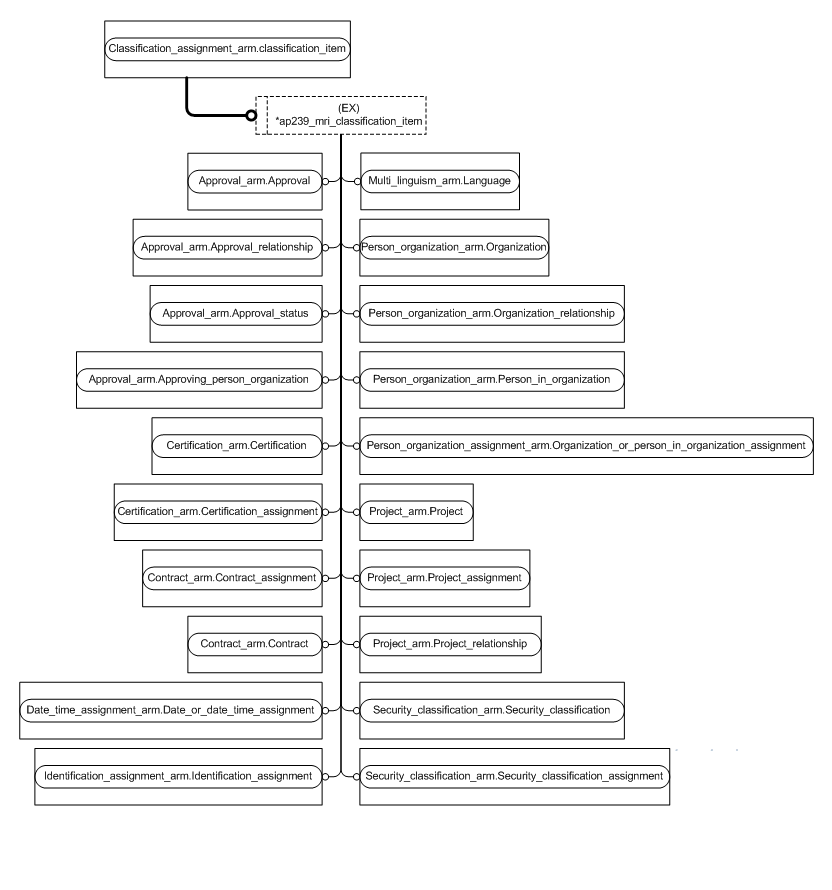 Classification_assignment_arm.classification_item
(EX)
*ap239_mri_classification_item
Approval_arm.Approval
Multi_linguism_arm.Language
Approval_arm.Approval_relationship
Person_organization_arm.Organization
Approval_arm.Approval_status
Person_organization_arm.Organization_relationship
Approval_arm.Approving_person_organization
Person_organization_arm.Person_in_organization
Certification_arm.Certification
Person_organization_assignment_arm.Organization_or_person_in_organization_assignment
Certification_arm.Certification_assignment
Project_arm.Project
Contract_arm.Contract_assignment
Project_arm.Project_assignment
Contract_arm.Contract
Project_arm.Project_relationship
Date_time_assignment_arm.Date_or_date_time_assignment
Security_classification_arm.Security_classification
Identification_assignment_arm.Identification_assignment
Security_classification_arm.Security_classification_assignment